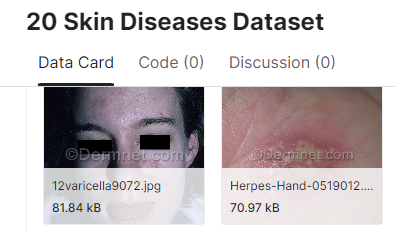 20 Skin Diseases Dataset
Data Card Code (0) Discussion (0)
©Dermnet.com ©Dermnet.com
12varicella9072.jpg Herpes-Hand-0519012....
81.84 kB 70.97 kB